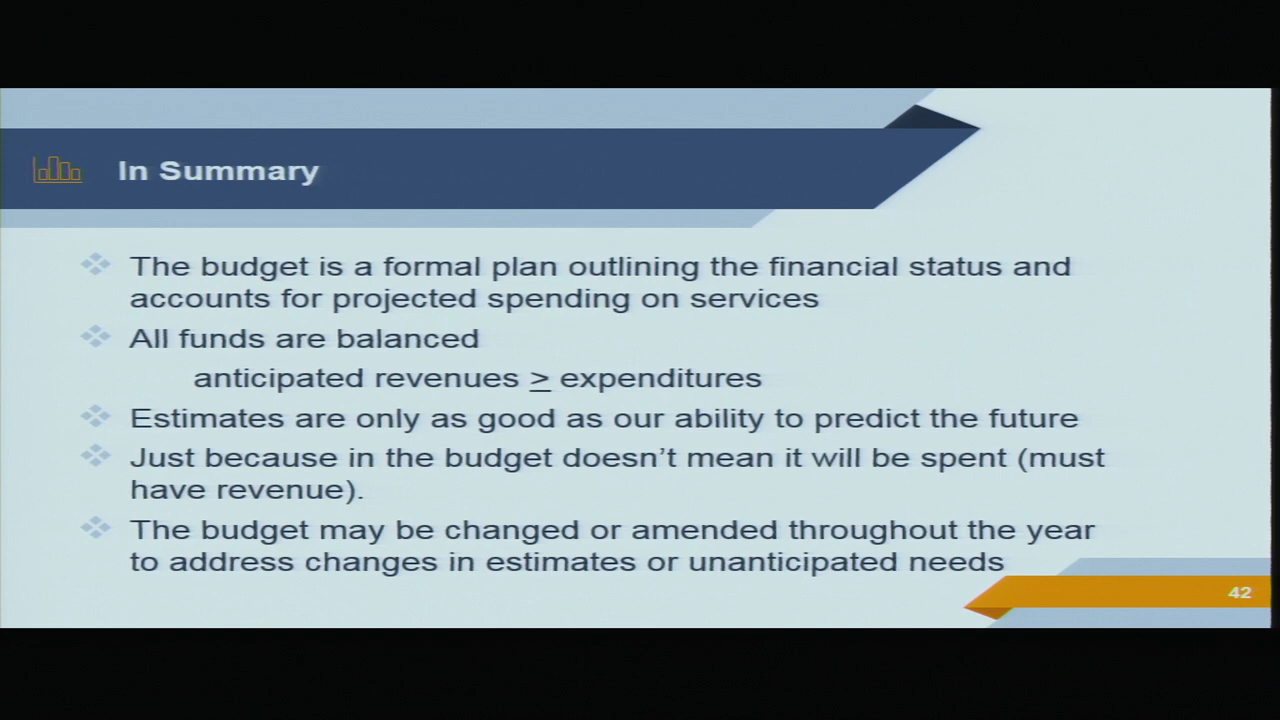 In Summary
The budget is a formal plan outlining the financial status and
accounts for projected spending on services
All funds are balanced
anticipated revenues ≥ expenditures
Estimates are only as good as our ability to predict the future
Just because in the budget doesn’t mean it will be spent (must
have revenue).
The budget may be changed or amended throughout the year
to address changes in estimates or unanticipated needs
42